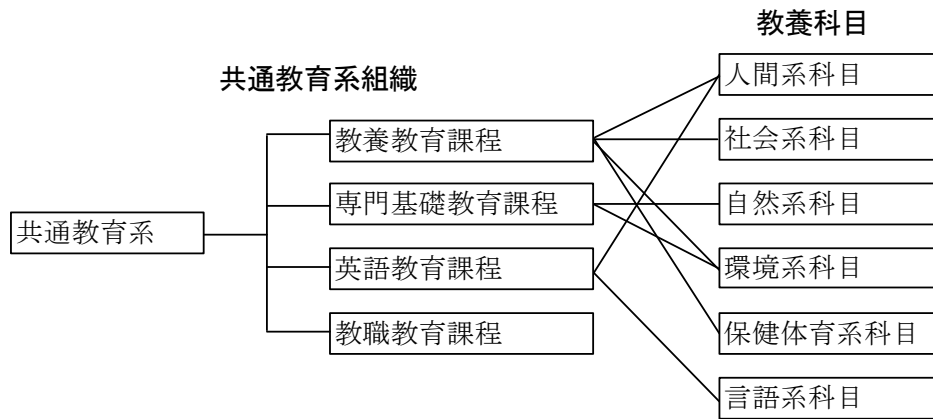 教養科目
共通教育系組織
共通教育系
教養教育課程
専門基礎教育課程
英語教育課程
教職教育課程
人間系科目
社会系科目
自然系科目
環境系科目
保健体育系科目
言語系科目